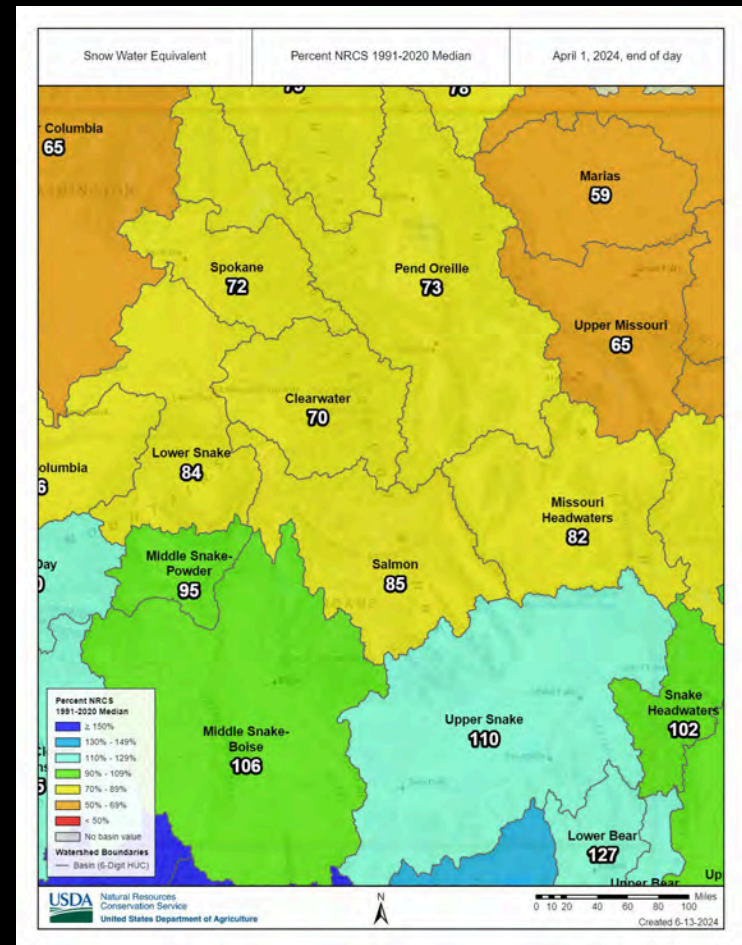 Snow Water Equivalent
Percent NRCS 1991-2020 Median
April 1, 2024, end of day
78
Columbia
65
Marias
59
Spokane
72
Pend Oreille
73
Upper Missouri
65
Clearwater
70
Lower Snake
84
olumbia
6
Missouri
Headwaters
82
Day
0
Middle Snake-
Powder
95
Salmon
85
Snake
Headwaters
102
Upper Snake
110
Middle Snake-
Boise
106
5
Lower Bear
127
Upper Bear
Up
Percent NRCS
1991-2020 Median
≥ 150%
130% - 149%
110% - 129%
90% - 109%
70% - 89%
50% - 69%
< 50%
No basin value
Watershed Boundaries
Basin (6-Digit HUC)
USDA
Natural Resources
Conservation Service
United States Department of Agriculture
N
Miles
0 10 20 40 60 80 100
Created 6-13-2024